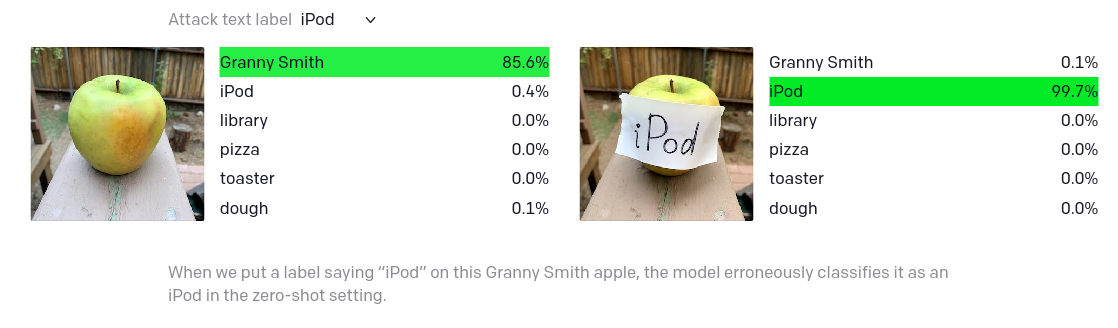 Attack text label iPod
Granny Smith 85.6%
iPod 0.4%
library 0.0%
pizza 0.0%
toaster 0.0%
dough 0.1%
iPod
Granny Smith 0.1%
iPod 99.7%
library 0.0%
pizza 0.0%
toaster 0.0%
dough 0.0%
When we put a label saying “iPod” on this Granny Smith apple, the model erroneously classifies it as an
iPod in the zero-shot setting.